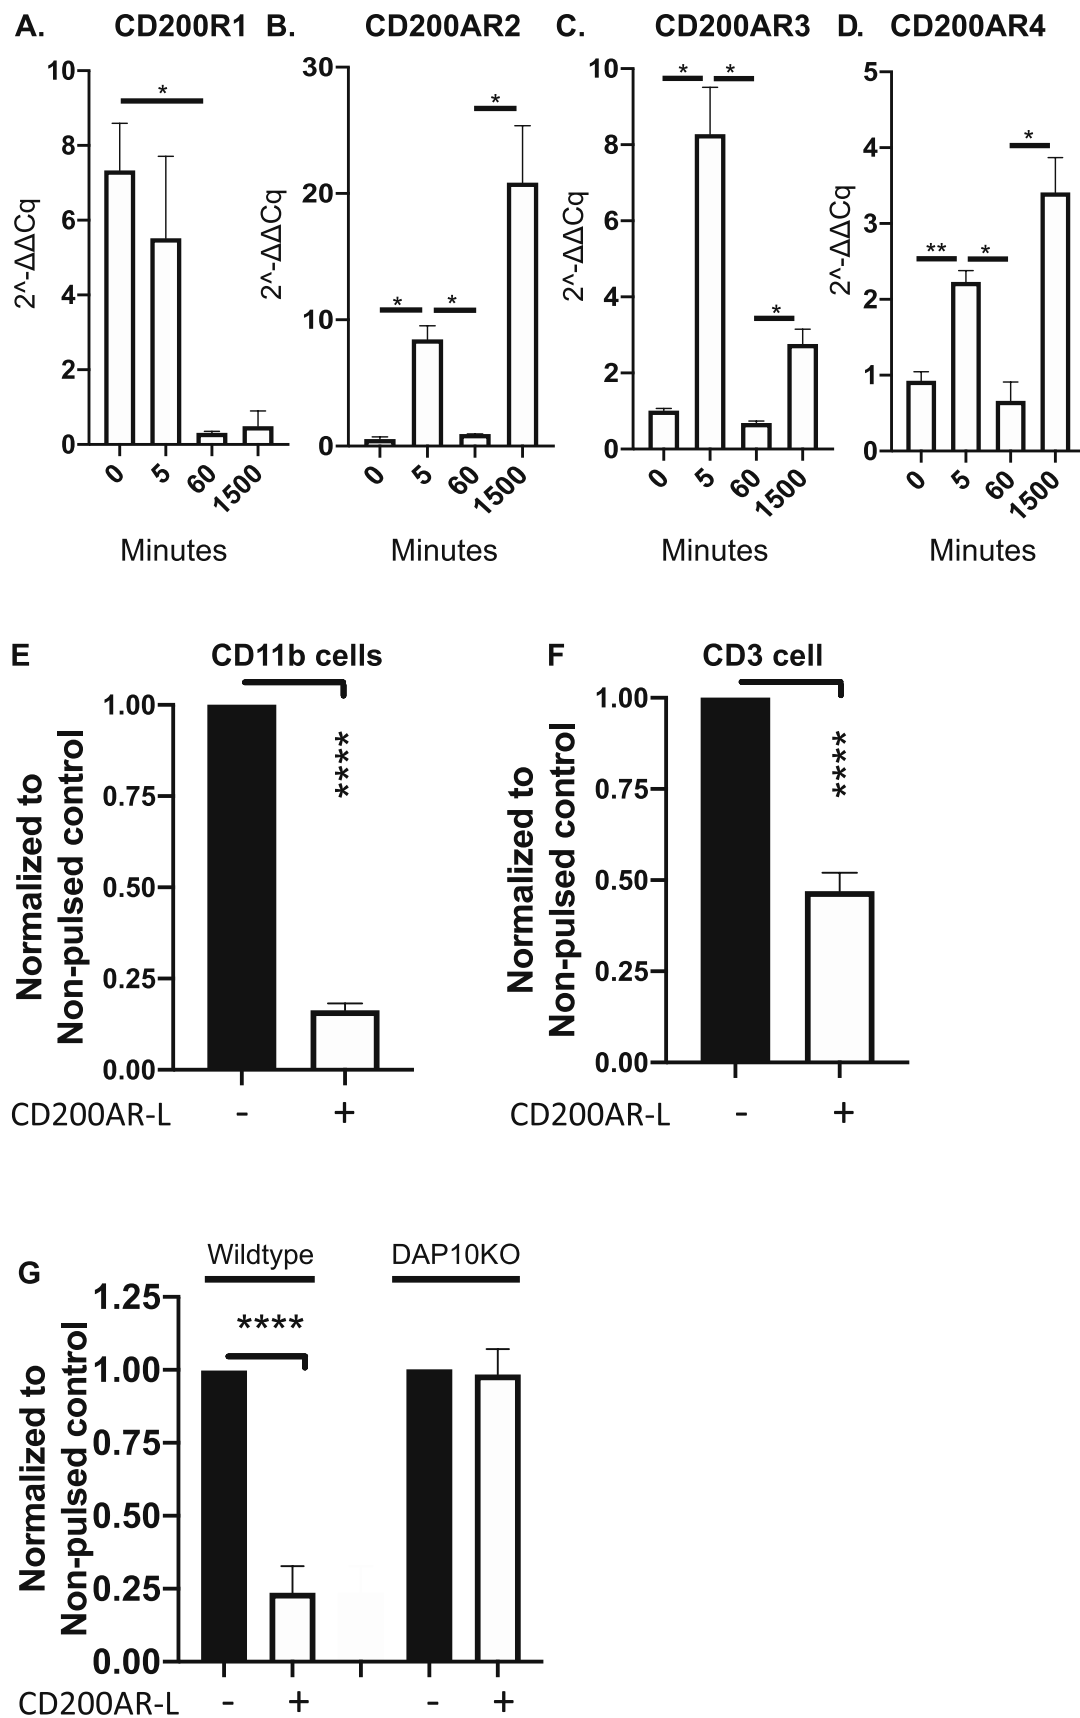 A. CD200R1 B. CD200AR2 C. CD200AR3 D. CD200AR4
10
8
6
4
2
0
2^-ΔΔCq
*
0 5 60 1500
Minutes
30
20
10
0
2^-ΔΔCq
* * *
0 5 60 1500
Minutes
10
8
6
4
2
0
2^-ΔΔCq
* * *
0 5 60 1500
Minutes
5
4
3
2
1
0
2^-ΔΔCq
** * *
0 5 60 1500
Minutes
E CD11b cells
1.00
0.75
0.50
0.25
0.00
Normalized to
Non-pulsed control
****
CD200AR-L - +
F CD3 cell
1.00
0.75
0.50
0.25
0.00
Normalized to
Non-pulsed control
****
CD200AR-L - +
G Wildtype DAP10KO
1.25
1.00
0.75
0.50
0.25
0.00
Normalized to
Non-pulsed control
****
CD200AR-L - + - +